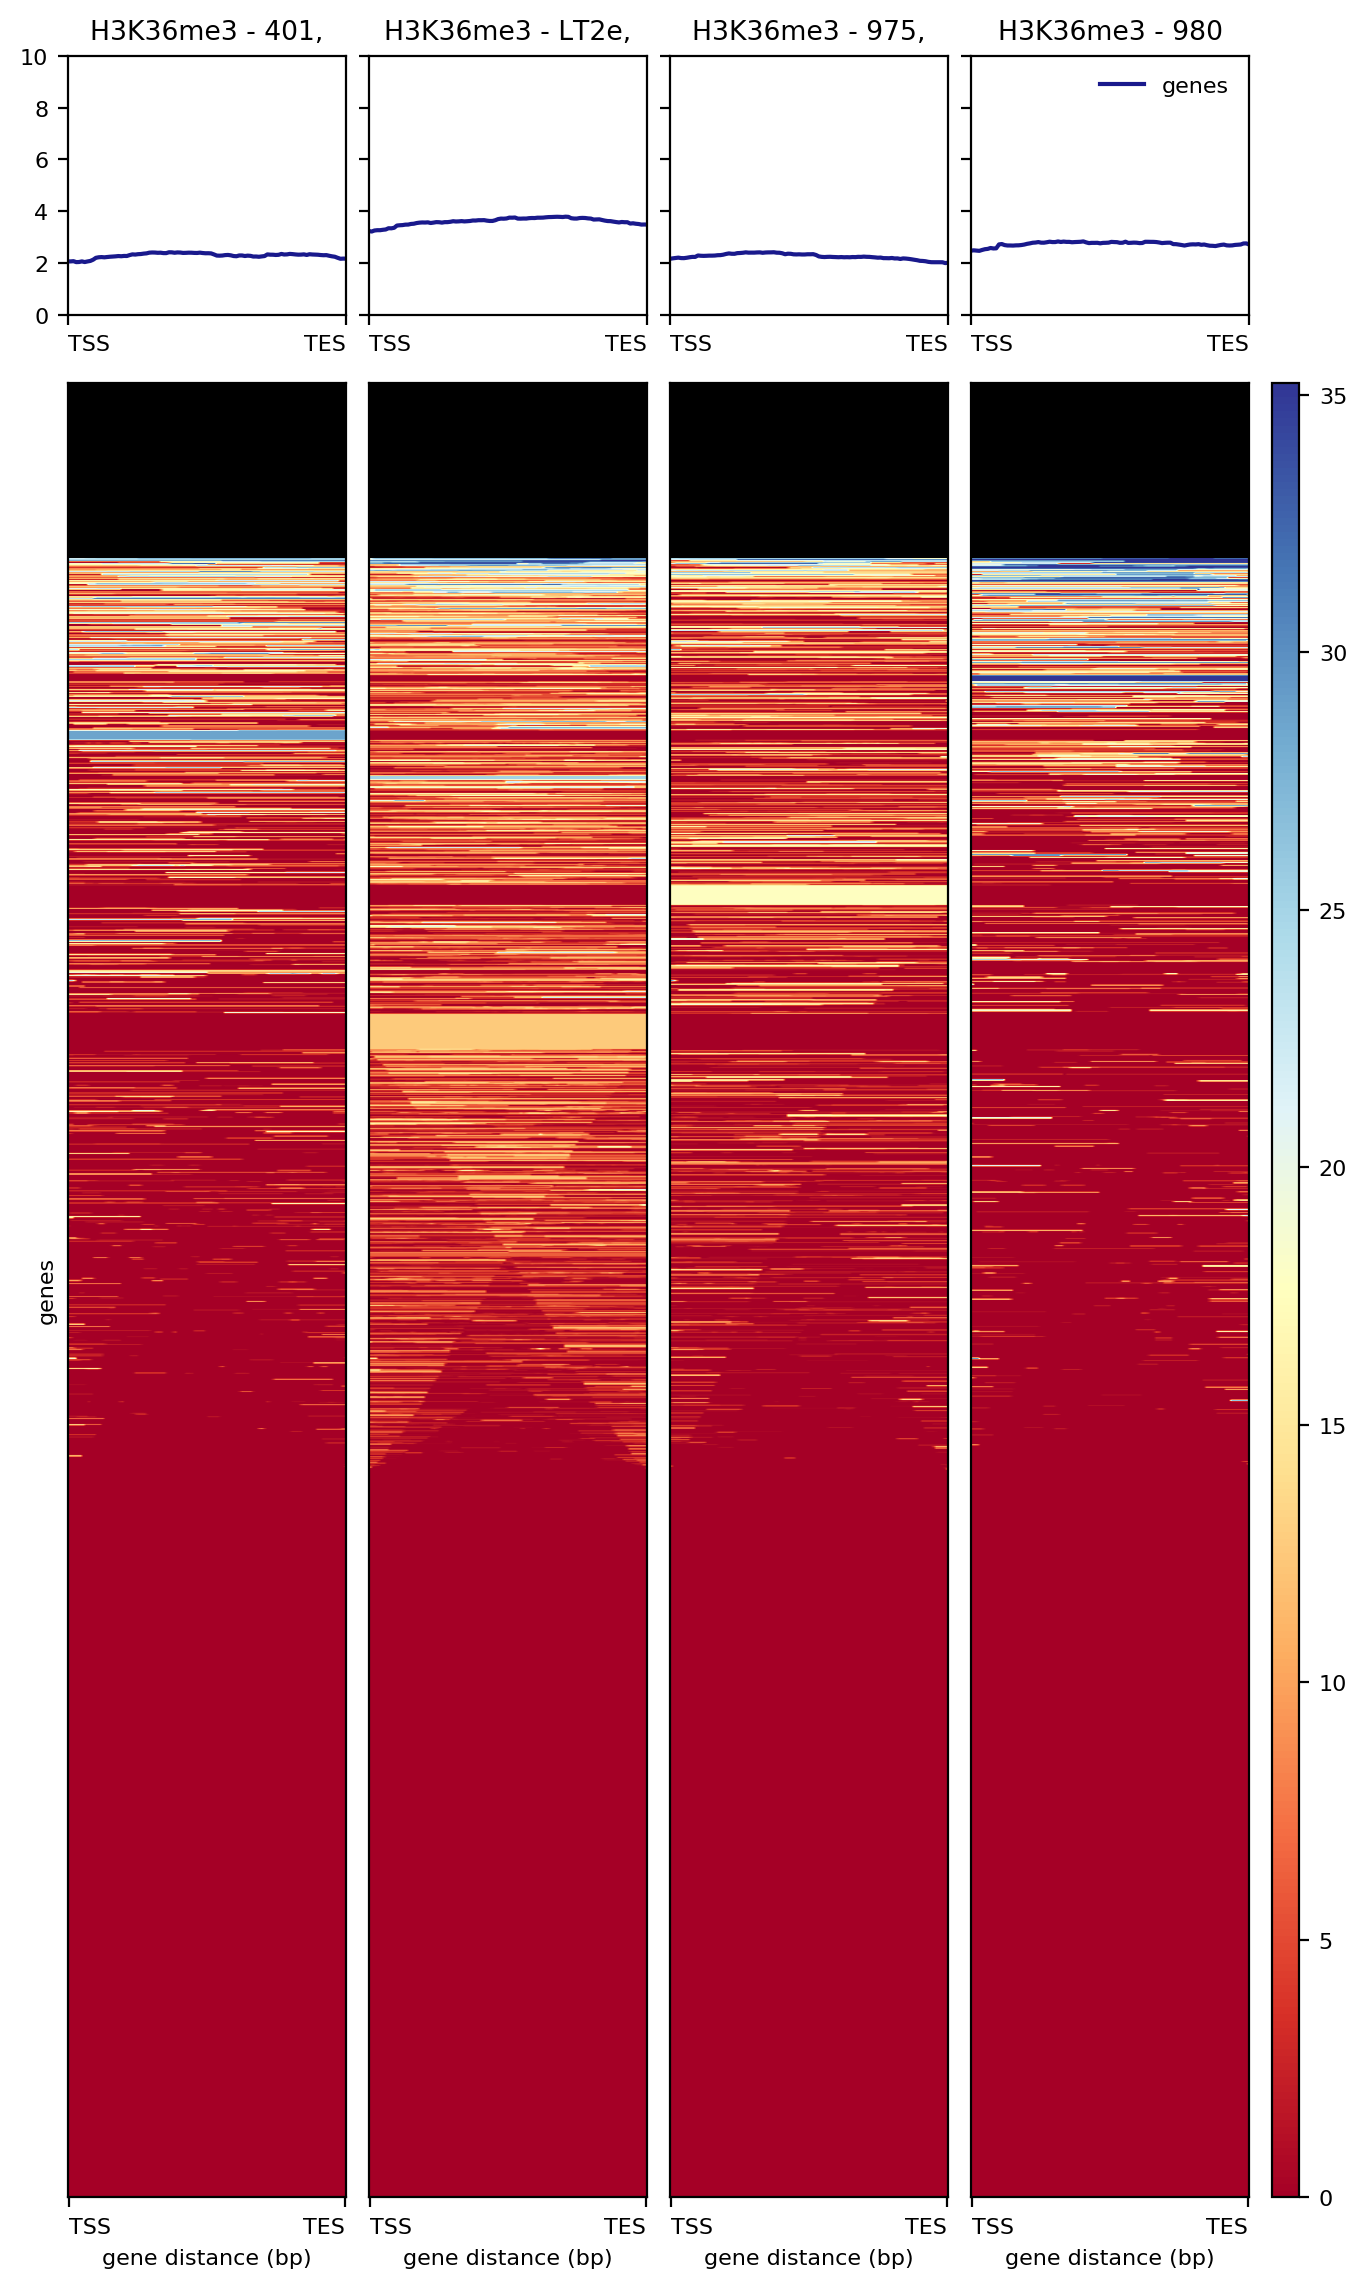 H3K36me3 - 401,
H3K36me3 - LT2e,
H3K36me3 - 975,
H3K36me3 - 980
10
8
6
4
2
0
genes
TSS TES
TSS TES
TSS TES
TSS TES
genes
35
30
25
20
15
10
5
0
TSS TES
TSS TES
TSS TES
TSS TES
gene distance (bp)
gene distance (bp)
gene distance (bp)
gene distance (bp)